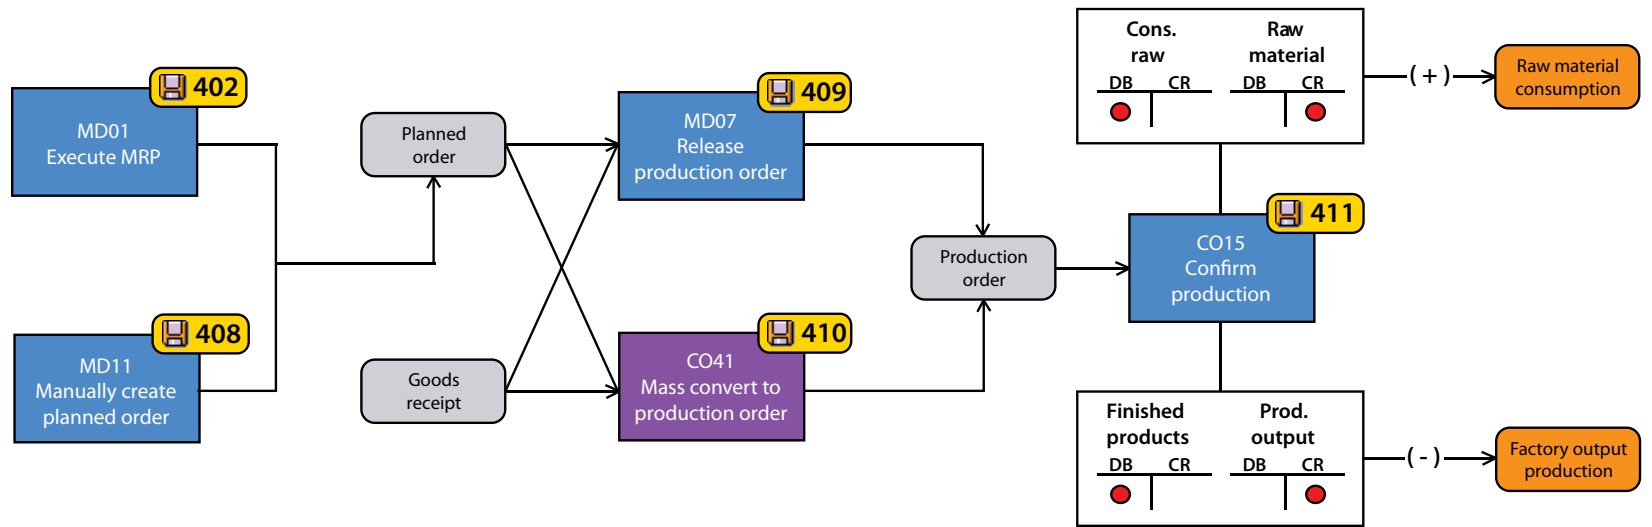 402
MD01
Execute MRP
408
MD11
Manually create
planned order
Planned
order
Goods
receipt
409
MD07
Release
production order
410
CO41
Mass convert to
production order
Production
order
Cons.
raw
DB CR
Raw
material
DB CR
(+)
Raw material
consumption
411
CO15
Confirm
production
Finished
products
DB CR
Prod.
output
DB CR
(-)
Factory output
production